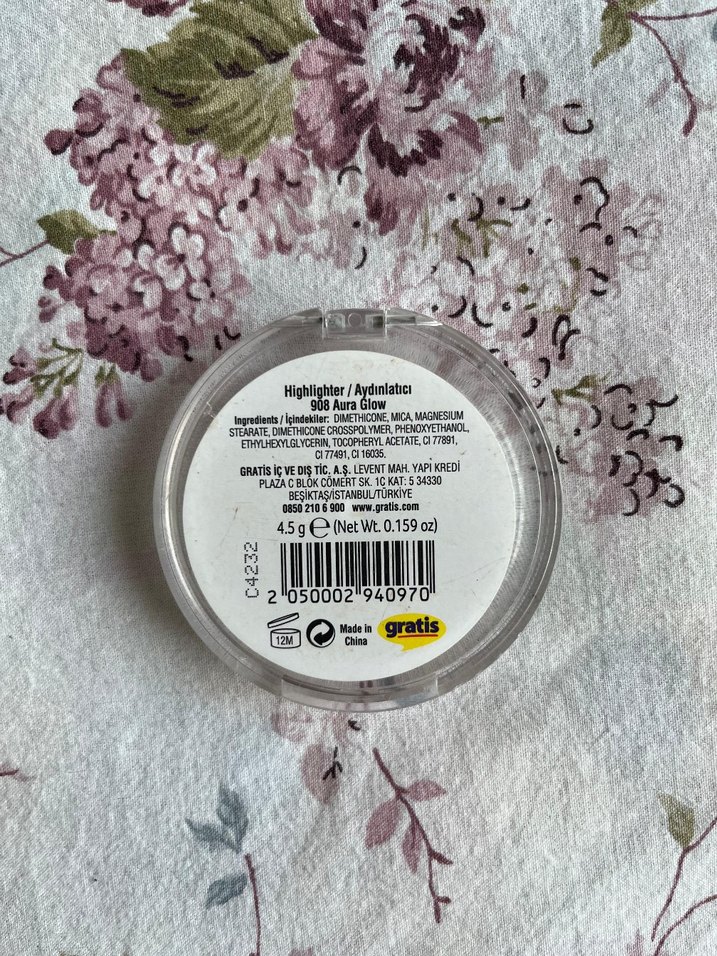 Highlighter / Aydınlatıcı
908 Aura Glow
Ingredients / İçindekiler: DIMETHICONE, MICA, MAGNESIUM
STEARATE, DIMETHICONE CROSSPOLYMER, PHENOXYETHANOL,
ETHYLHEXYLGLYCERIN, TOCOPHERYL ACETATE, CI 77891,
CI 77491, CI 16035.
GRATIS İÇ VE DIŞ TİC. A.Ş. LEVENT MAH. YAPI KREDİ
PLAZA C BLOK CÖMERT SK. 1C KAT: 5 34330
BEŞİKTAŞ/İSTANBUL/TÜRKİYE
0850 210 6 900 www.gratis.com
4.5 g e (Net Wt. 0.159 oz)
C4232
2 050002 940970
12M
Made in
China
gratis